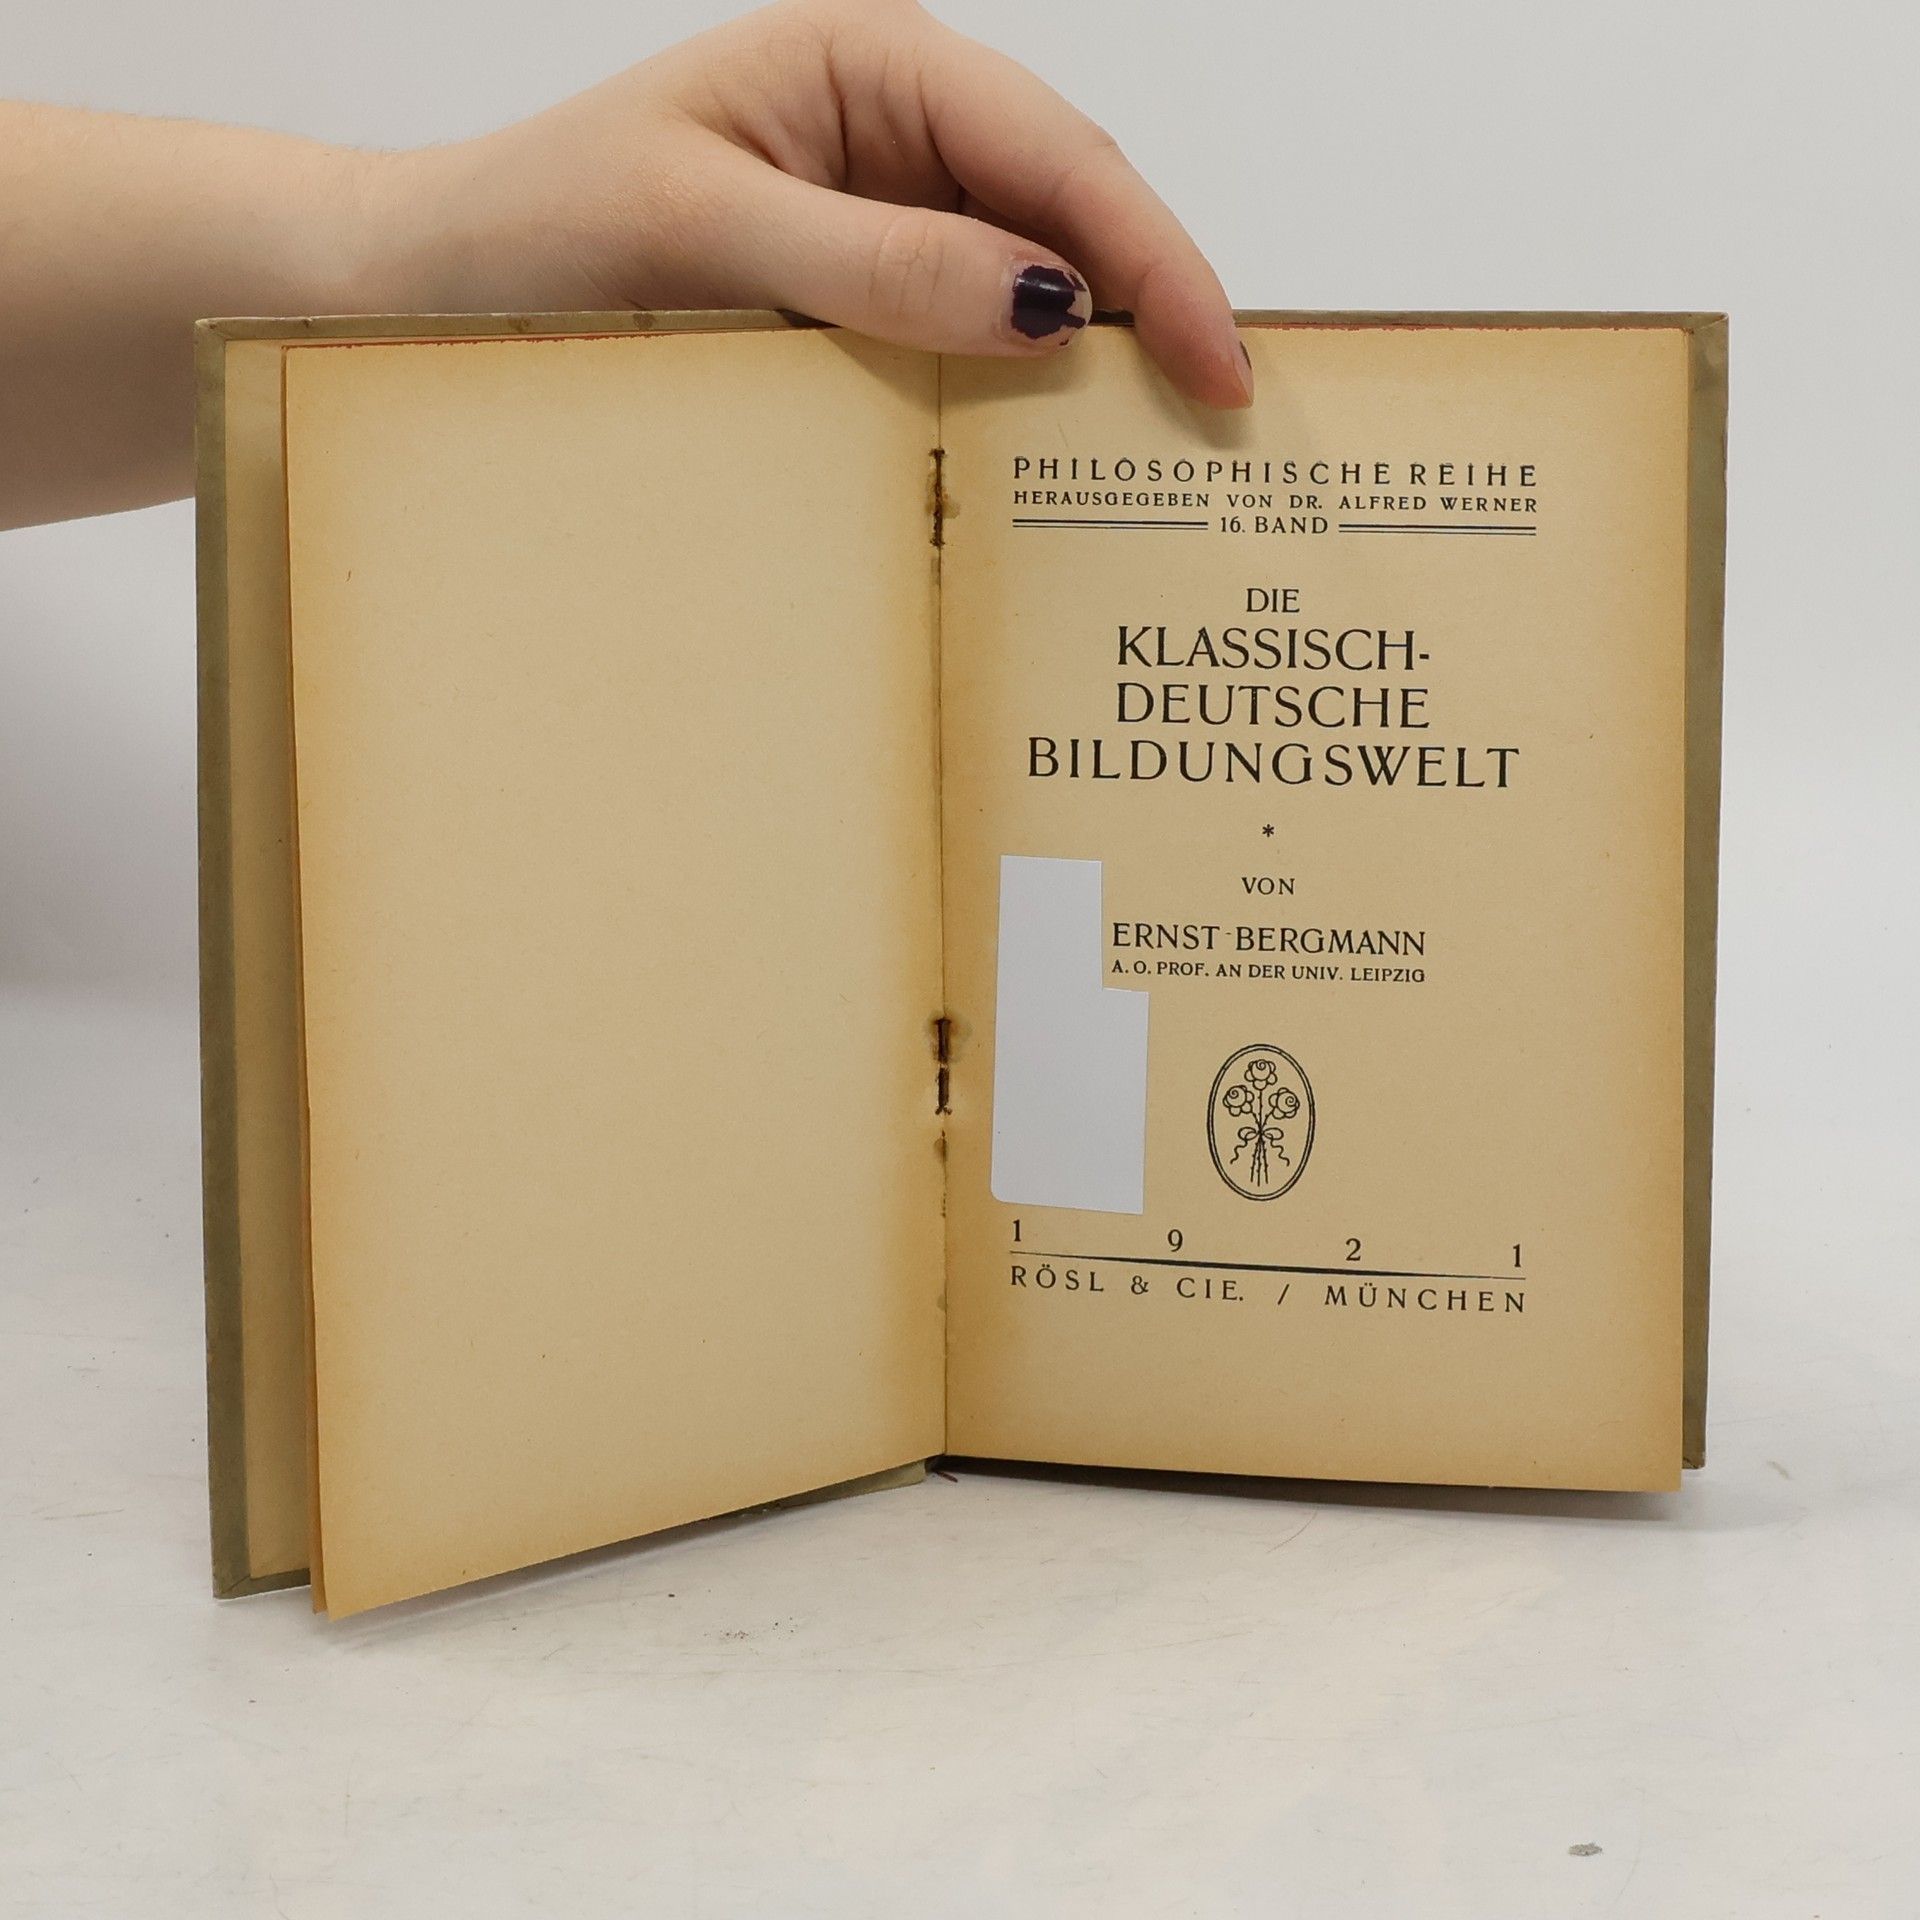 PHILOSOPHISCHE REIHE
HERAUSGEGEBEN VON DR. ALFRED WERNER
16. BAND
DIE
KLASSISCH-
DEUTSCHE
BILDUNGSWELT
*
VON
ERNST BERGMANN
A. O. PROF. AN DER UNIV. LEIPZIG
1 9 2 1
RÖSL & CIE. / MÜNCHEN